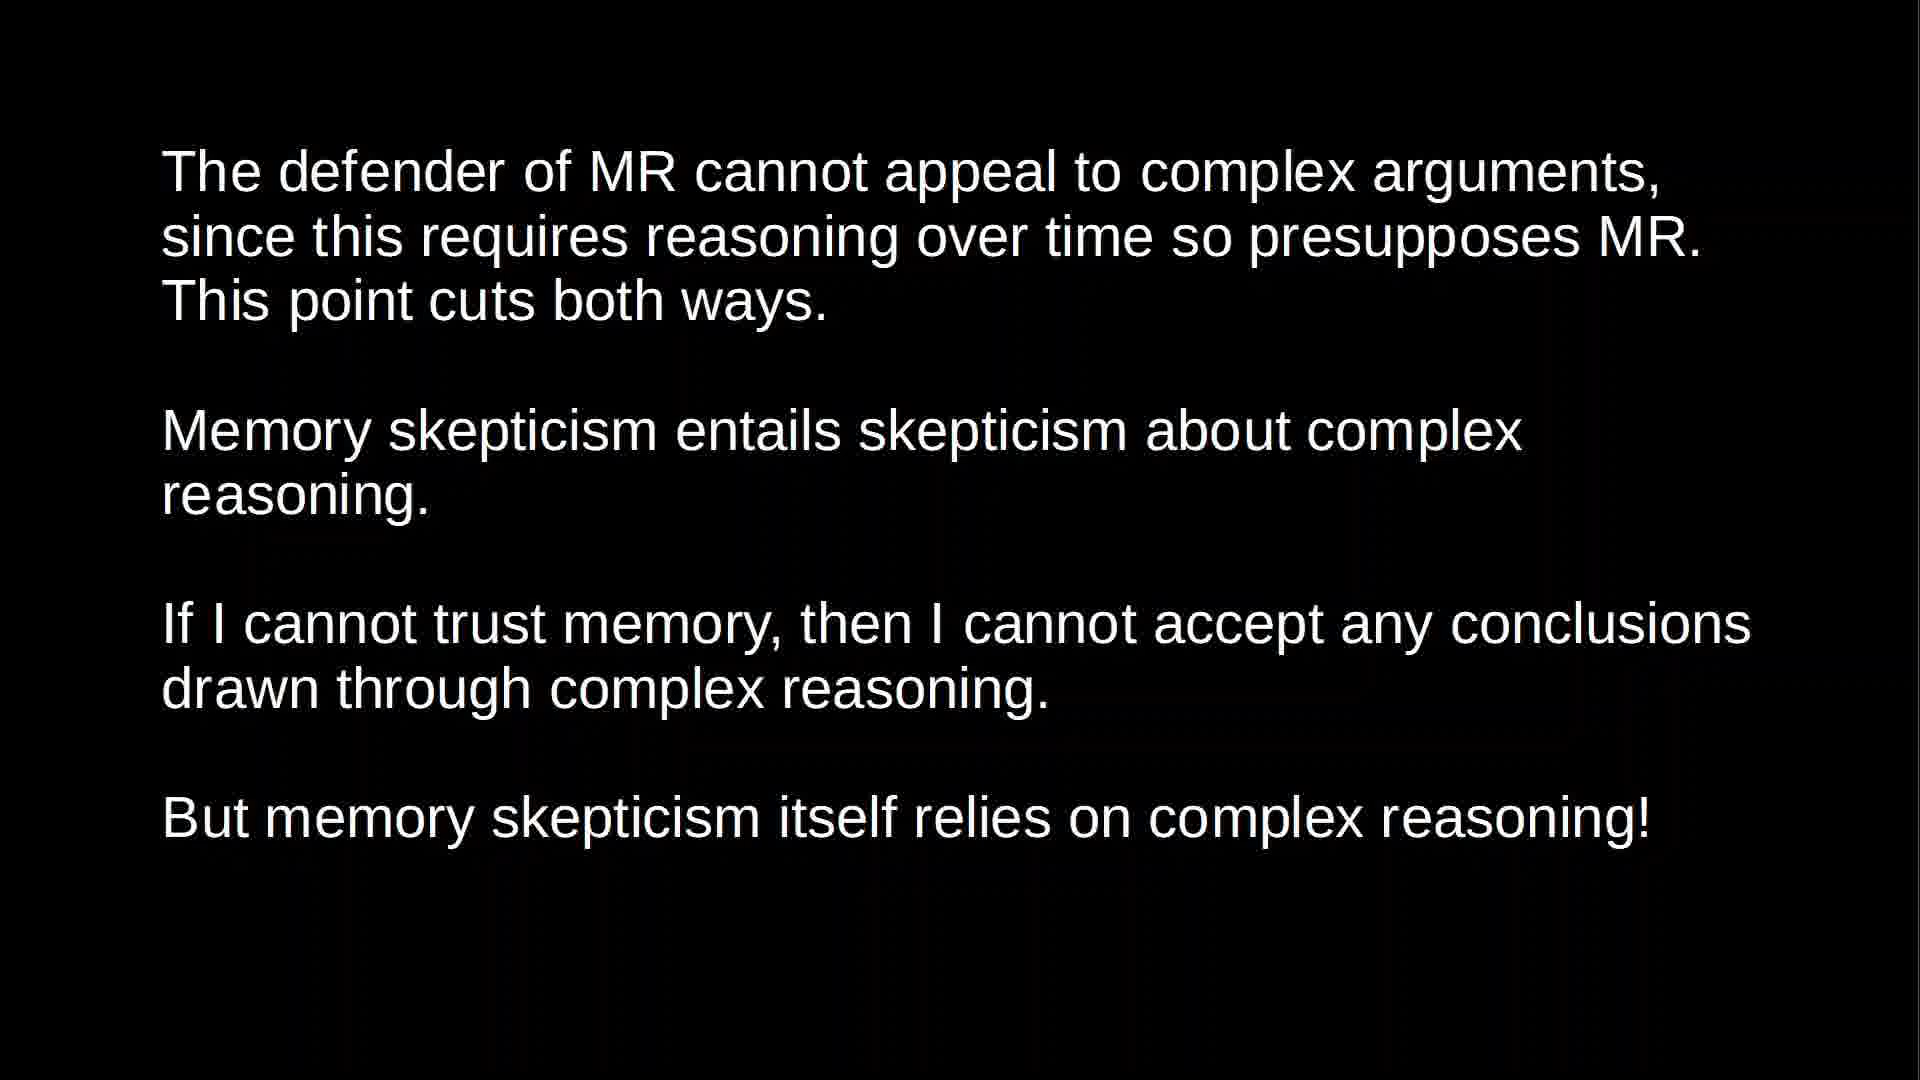 The defender of MR cannot appeal to complex arguments,
since this requires reasoning over time so presupposes MR.
This point cuts both ways.
Memory skepticism entails skepticism about complex
reasoning.
If I cannot trust memory, then I cannot accept any conclusions
drawn through complex reasoning.
But memory skepticism itself relies on complex reasoning!